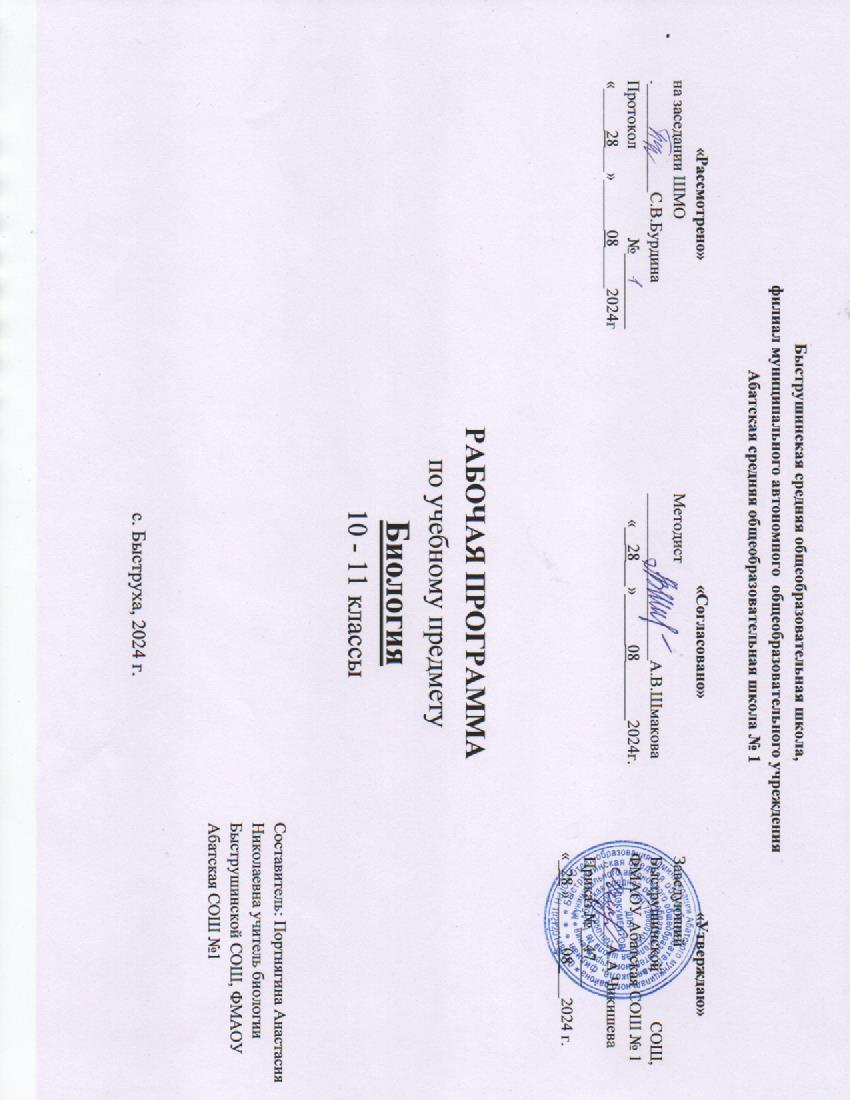 Быструшинская средняя общеобразовательная школа,
филиал муниципального автономного общеобразовательного учреждения
Абатская средняя общеобразовательная школа № 1
«Рассмотрено»
на заседании ШМО
С.В.Бурдина
Протокол № 1
« 28 » 08 2024г
«Согласовано»
Методист
А.В.Шмакова
« 28 » 08 2024г.
«Утверждаю»
Заведующий
Быструшинской СОШ,
ФМАОУ Абатская СОШ № 1
Приказ №
« 28 » 08 2024 г.
РАБОЧАЯ ПРОГРАММА
по учебному предмету
Биология
10 - 11 классы
Составитель: Портнягина Анастасия
Николаевна учитель биологии
Быструшинской СОШ, ФМАОУ
Абатская СОШ №1
с. Быструха, 2024 г.